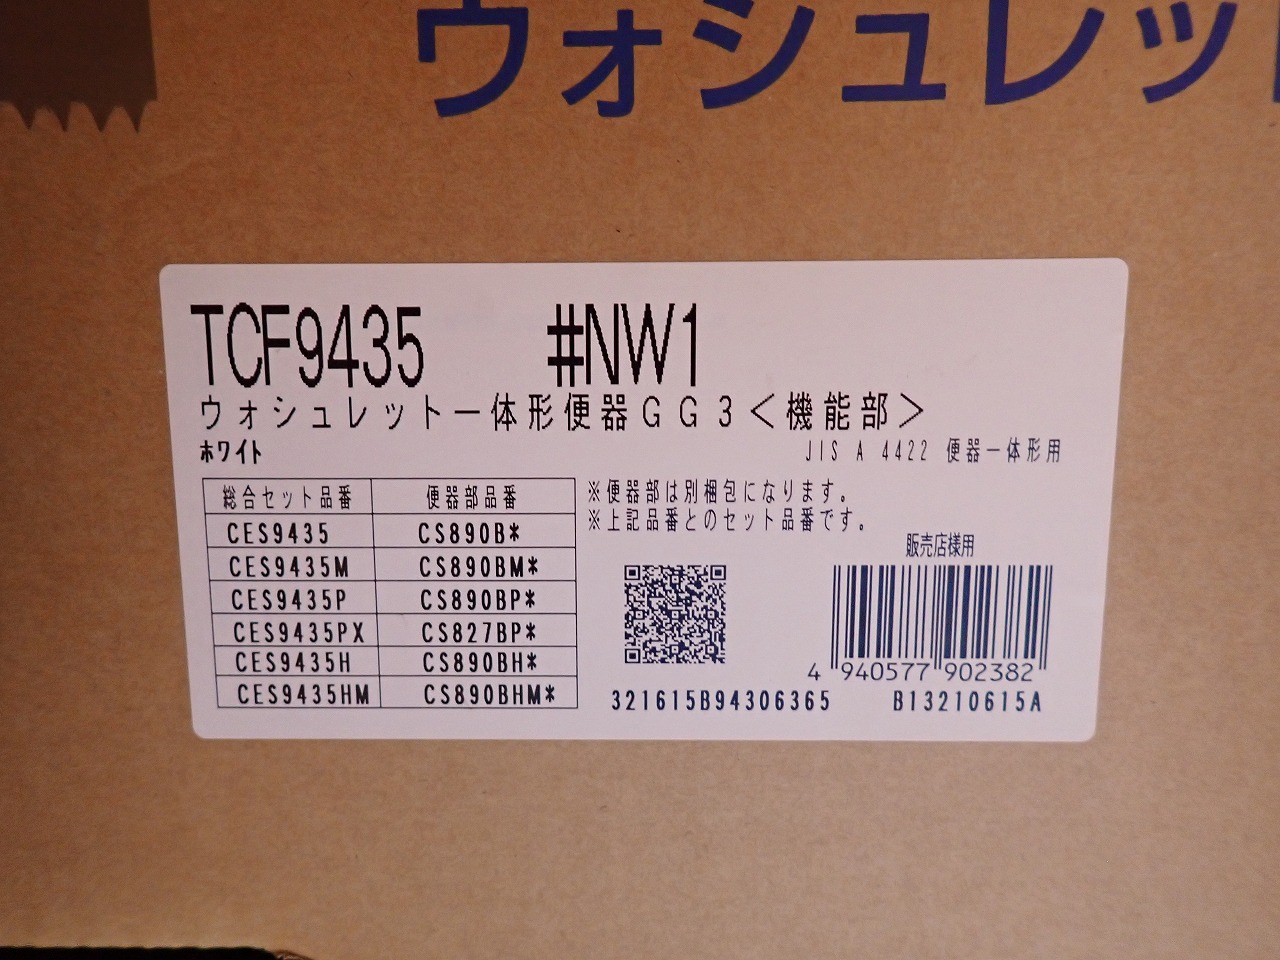 ウォシュレッ
TCF9435 #NW1
ウォシュレット一体形便器GG3<機能部>
ホワイト
JIS A 4422 便器一体形用
総合セット品番 便器部品番
CES9435 CS890B*
CES9435M CS890BM*
CES9435P CS890BP*
CES9435PX CS827BP*
CES9435H CS890BH*
CES9435HM CS890BHM*
※便器部は別梱包になります。
※上記品番とのセット品番です。
販売店様用
4 940577 902382
321615B94306365 B13210615A